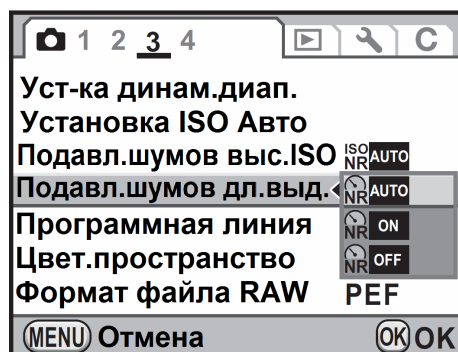 1 2 3 4 C
Уст-ка динам.диап.
Установка ISO Авто
Подавл.шумов выс.ISO ISO NR AUTO
Подавл.шумов дл.выд. NR AUTO
NR ON
NR OFF
Программная линия
Цвет.пространство
Формат файла RAW PEF
MENU Отмена OK OK